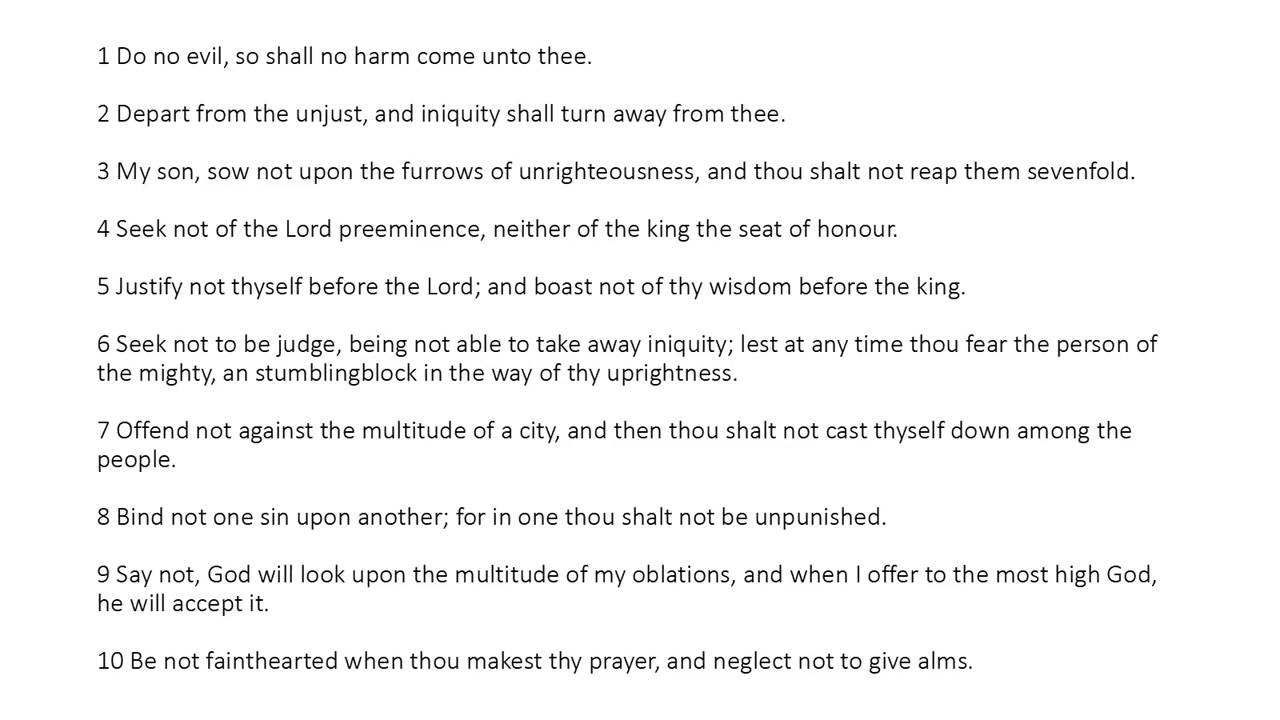 1 Do no evil, so shall no harm come unto thee.
2 Depart from the unjust, and iniquity shall turn away from thee.
3 My son, sow not upon the furrows of unrighteousness, and thou shalt not reap them sevenfold.
4 Seek not of the Lord preeminence, neither of the king the seat of honour.
5 Justify not thyself before the Lord; and boast not of thy wisdom before the king.
6 Seek not to be judge, being not able to take away iniquity; lest at any time thou fear the person of
the mighty, an stumblingblock in the way of thy uprightness.
7 Offend not against the multitude of a city, and then thou shalt not cast thyself down among the
people.
8 Bind not one sin upon another; for in one thou shalt not be unpunished.
9 Say not, God will look upon the multitude of my oblations, and when I offer to the most high God,
he will accept it.
10 Be not fainthearted when thou makest thy prayer, and neglect not to give alms.